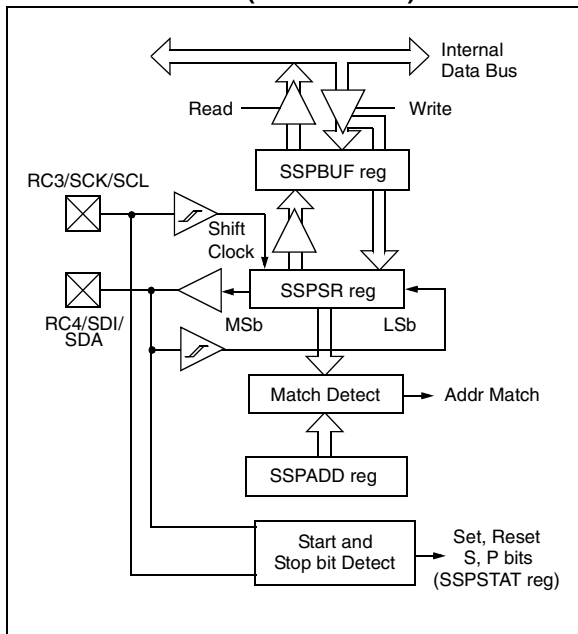 Internal
Data Bus
Read
Write
SSPBUF reg
RC3/SCK/SCL
Shift
Clock
SSPSR reg
MSb
LSb
RC4/SDI/
SDA
Match Detect
Addr Match
SSPADD reg
Start and
Stop bit Detect
Set, Reset
S, P bits
(SSPSTAT reg)